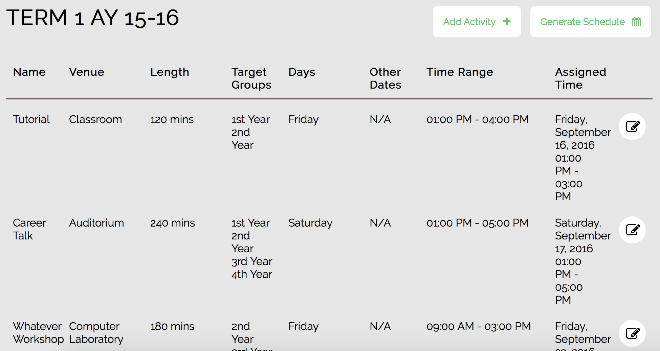 TERM 1 AY 15-16
Add Activity
Generate Schedule
Name Venue Length Target Groups Days Other Dates Time Range Assigned Time
Tutorial Classroom 120 mins 1st Year Friday N/A 01:00 PM - 04:00 PM Friday,
2nd September
Year 16, 2016
01:00
PM -
03:00
PM
Career Auditorium 240 mins 1st Year Saturday N/A 01:00 PM - 05:00 PM Saturday,
Talk 2nd September
Year 17, 2016
3rd Year 01:00
4th Year PM -
05:00
PM
Whatever Computer 180 mins 2nd Friday N/A 09:00 AM - 03:00 PM Friday,
Workshop Laboratory Year September